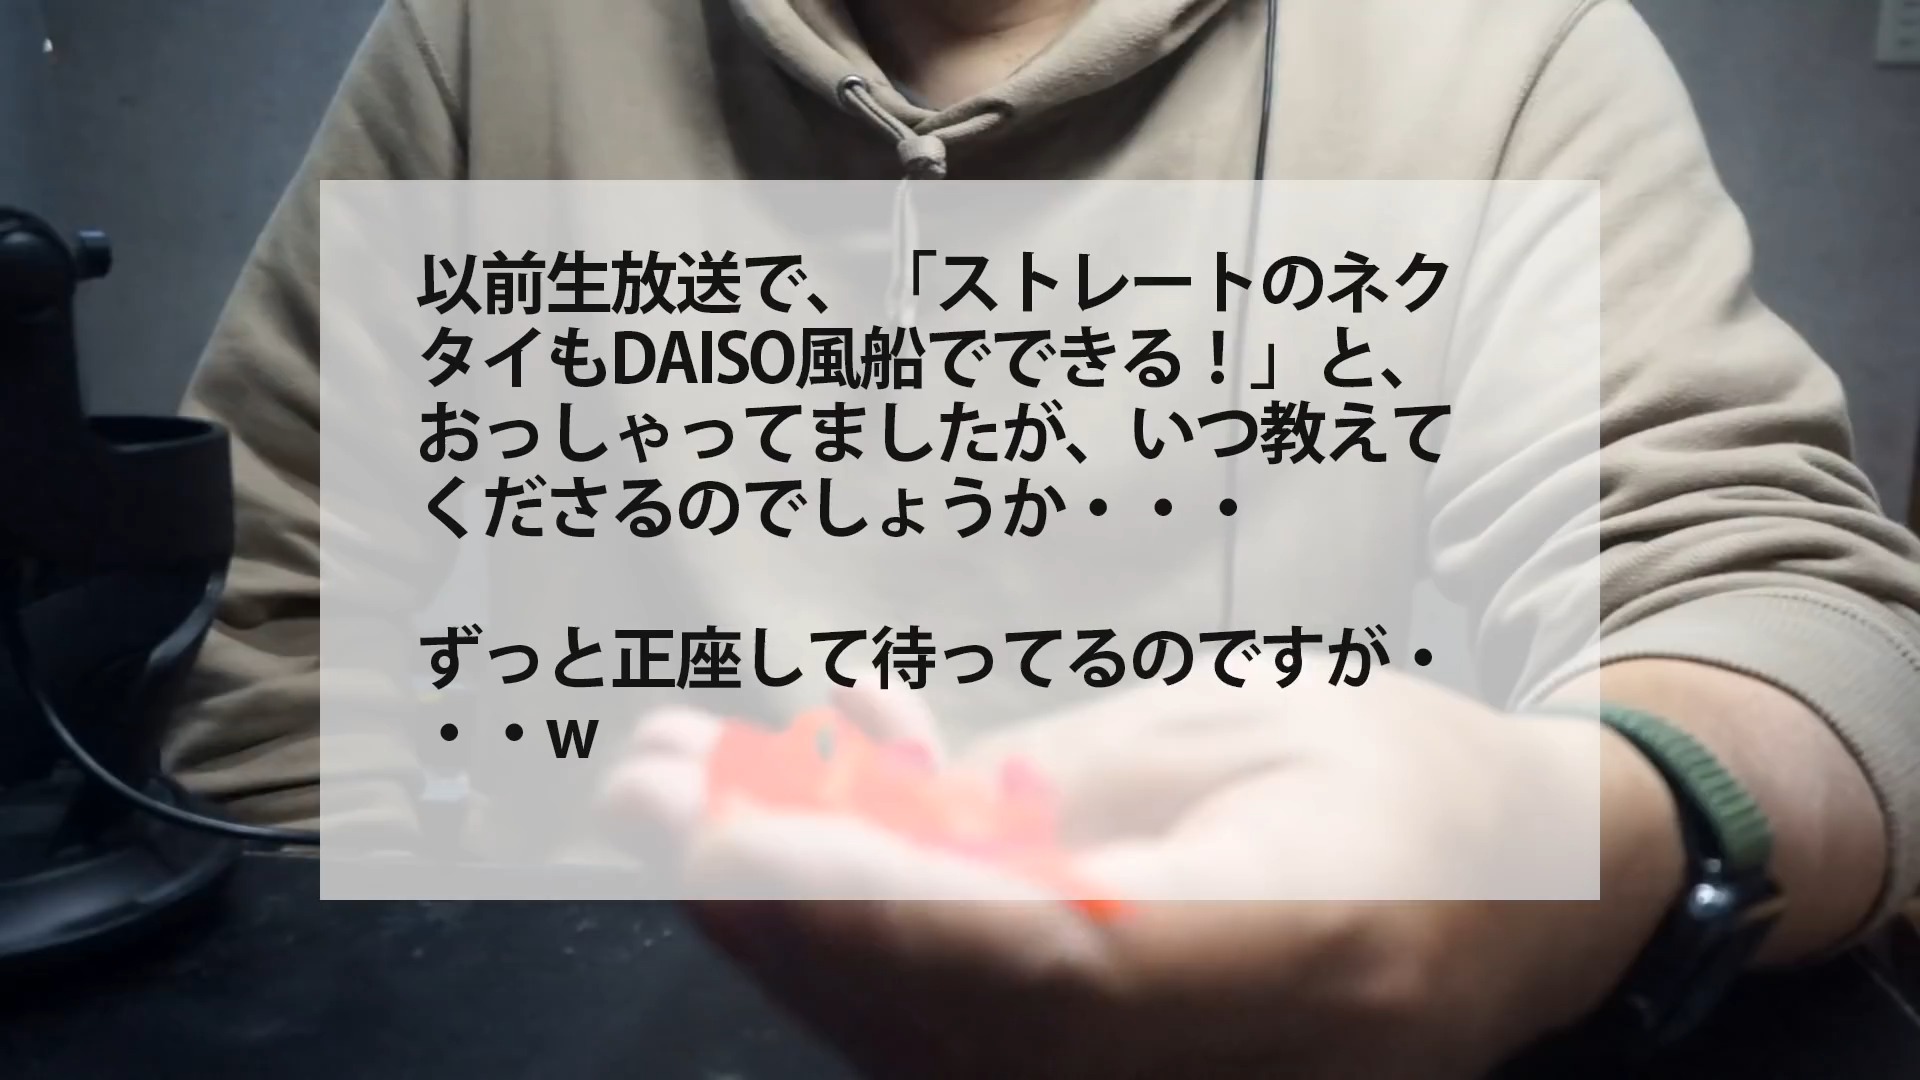 以前生放送で、「ストレートのネク
タイもDAISO風船でできる！」と、
おっしゃってましたが、いつ教えて
くださるのでしょうか・・・
ずっと正座して待ってるのですが・
・・w